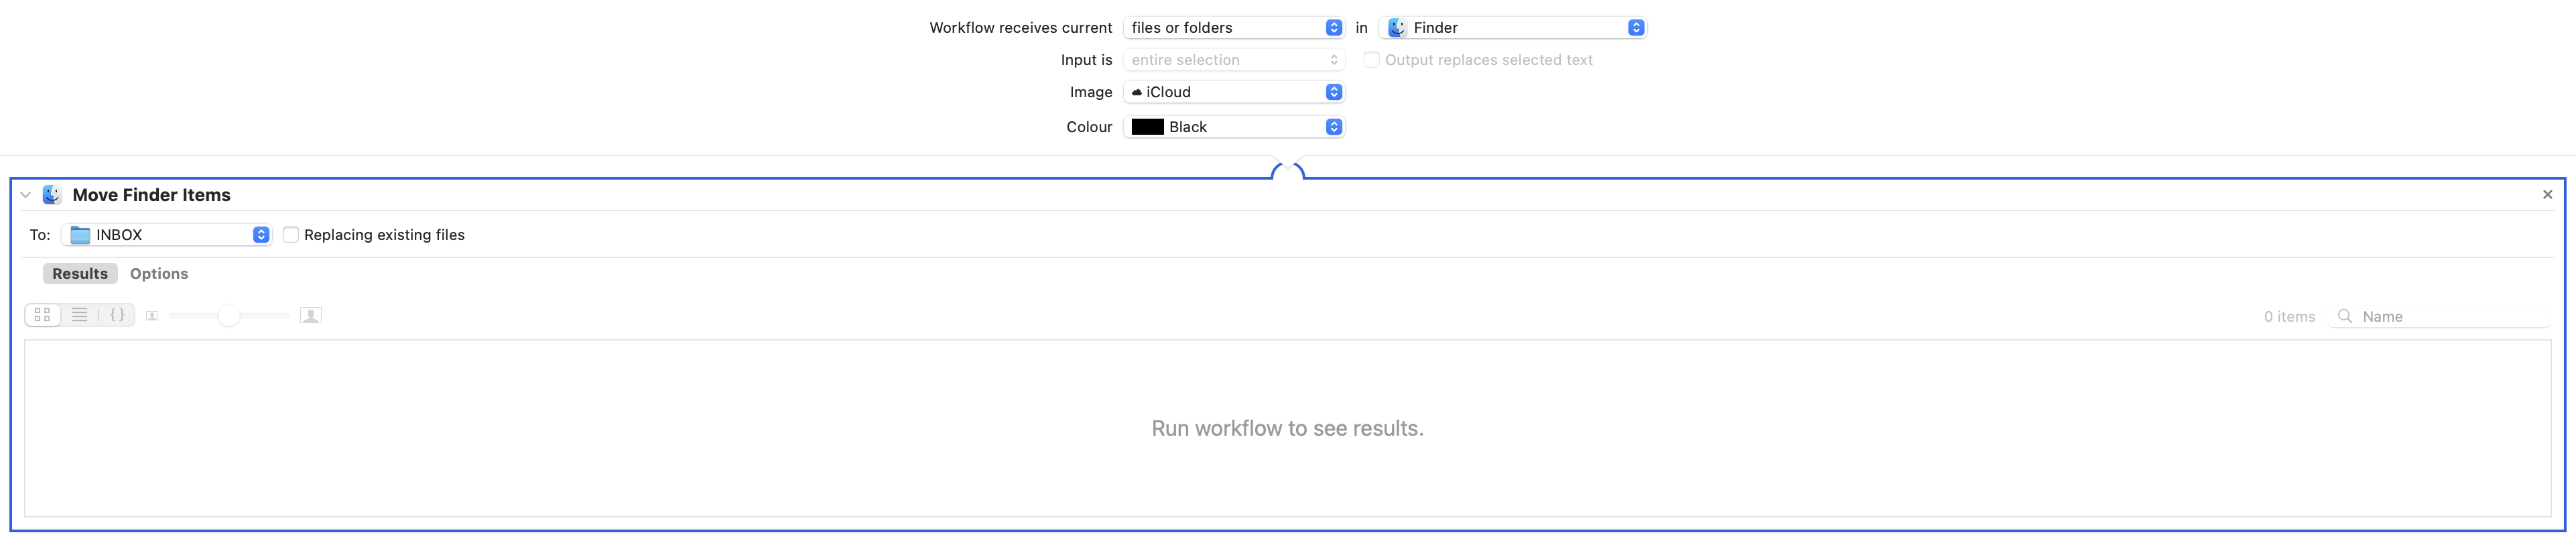 Workflow receives current files or folders in Finder
Input is entire selection Output replaces selected text
Image iCloud
Colour Black
Move Finder Items
To: INBOX Replacing existing files
Results Options
0 items Name
Run workflow to see results.